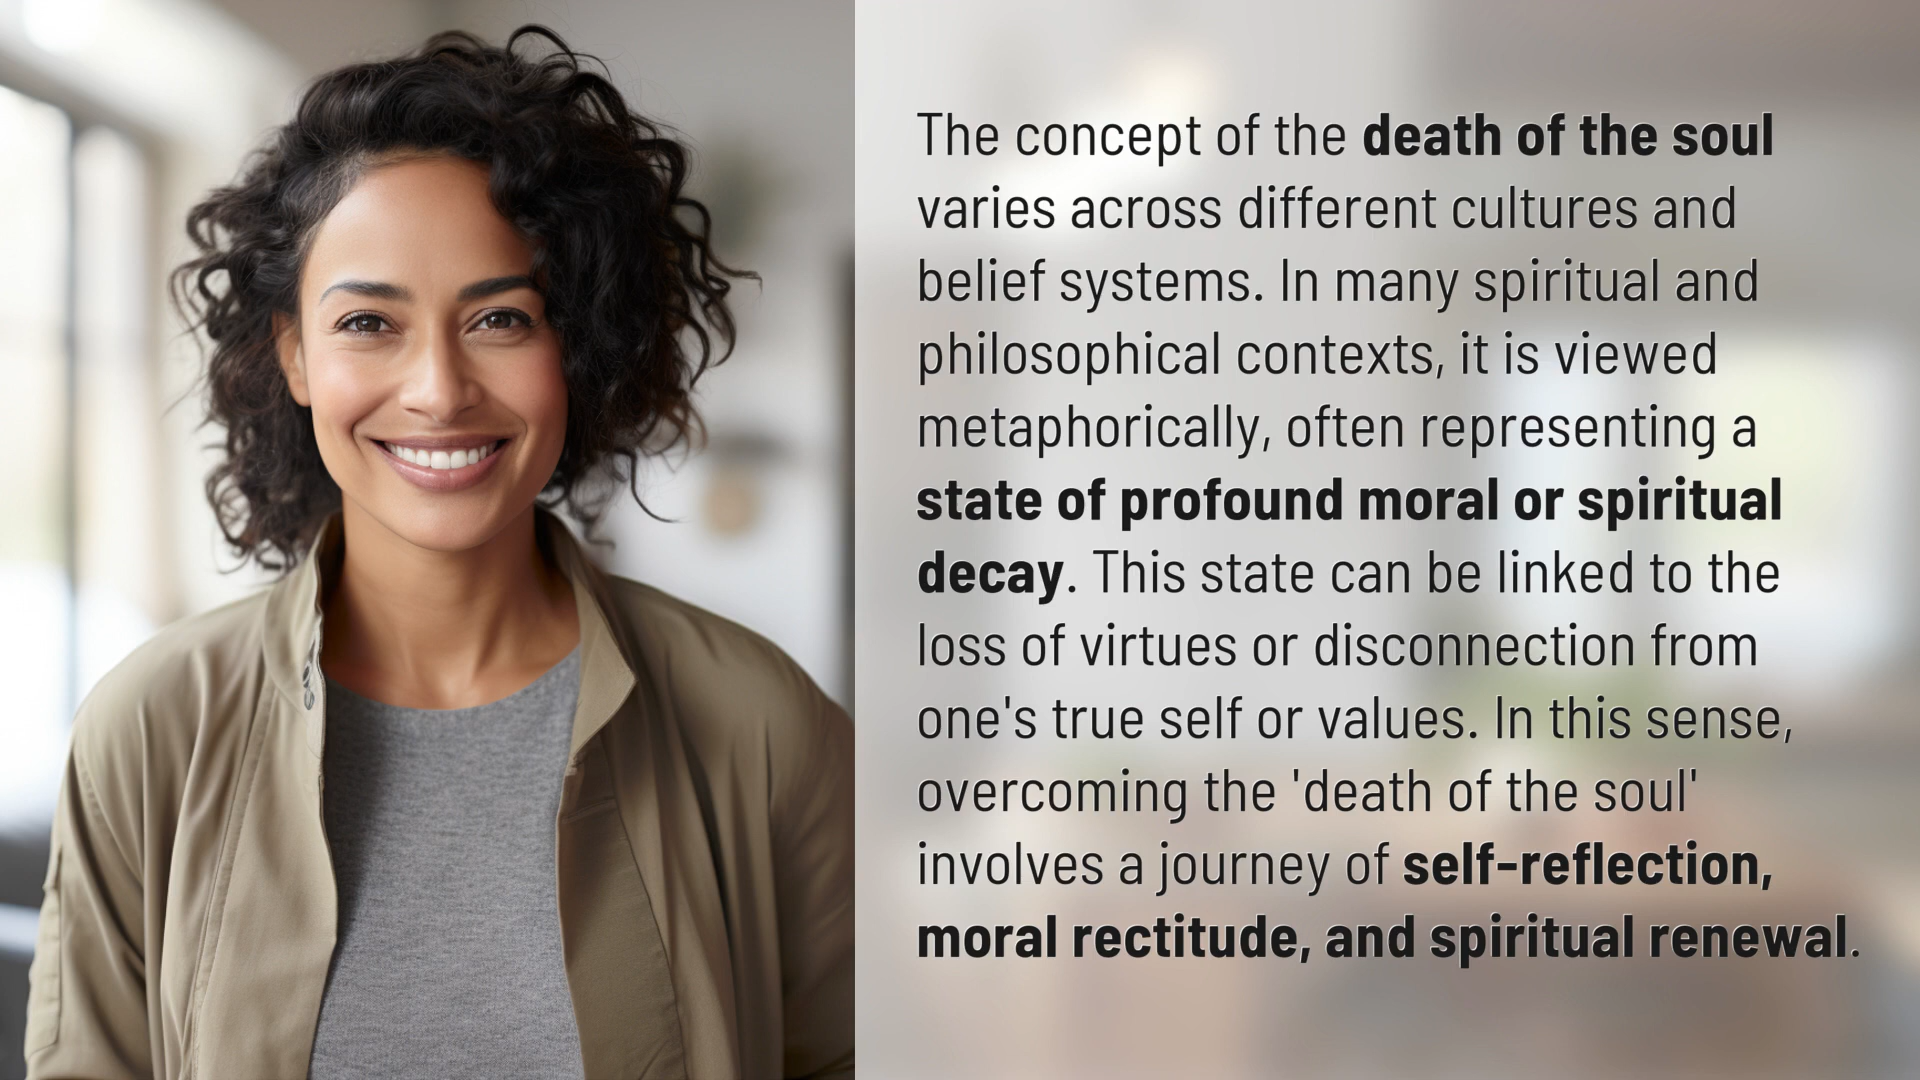 The concept of the death of the soul
varies across different cultures and
belief systems. In many spiritual and
philosophical contexts, it is viewed
metaphorically, often representing a
state of profound moral or spiritual
decay. This state can be linked to the
loss of virtues or disconnection from
one's true self or values. In this sense,
overcoming the 'death of the soul'
involves a journey of self-reflection,
moral rectitude, and spiritual renewal.